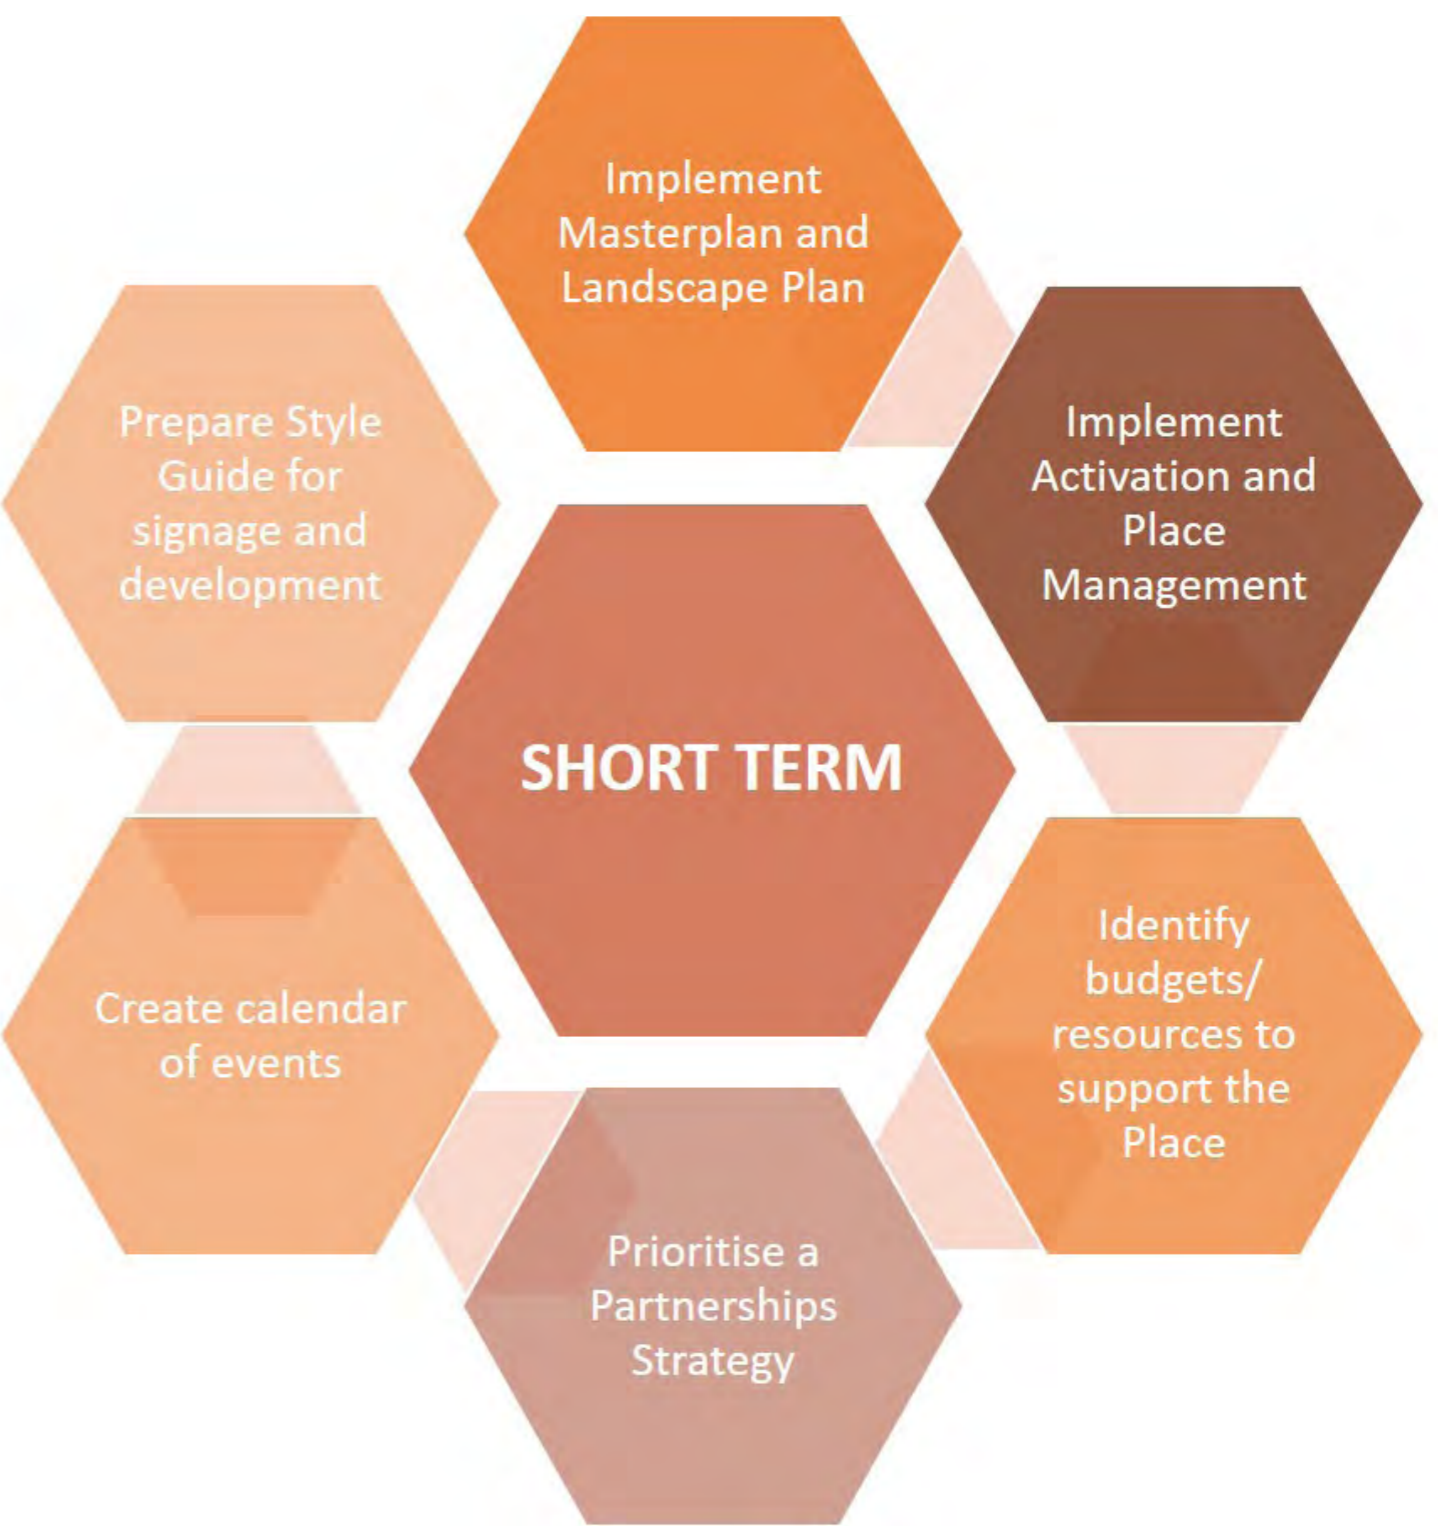 Implement
Masterplan and
Landscape Plan
Implement
Activation and
Place
Management
Identify
budgets/
resources to
support the
Place
Prioritise a
Partnerships
Strategy
Create calendar
of events
Prepare Style
Guide for
signage and
development
SHORT TERM